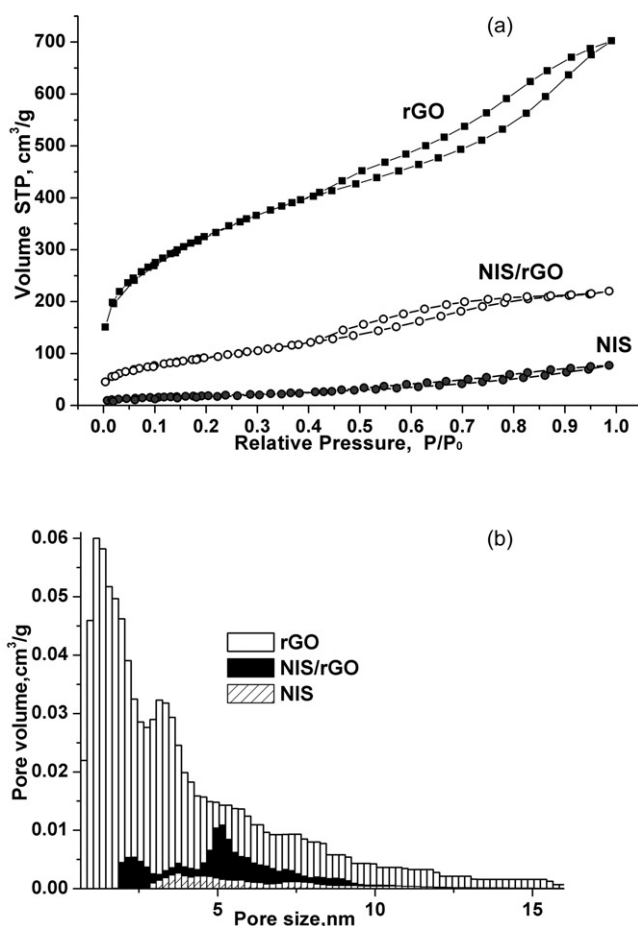 (a)
700
600
500
400
300
200
100
0
Volume STP, cm³/g
rGO
NIS/rGO
NIS
0.0 0.1 0.2 0.3 0.4 0.5 0.6 0.7 0.8 0.9 1.0
Relative Pressure, P/P₀
(b)
0.06
0.05
0.04
0.03
0.02
0.01
0.00
Pore volume,cm³/g
rGO
NIS/rGO
NIS
5 10 15
Pore size,nm